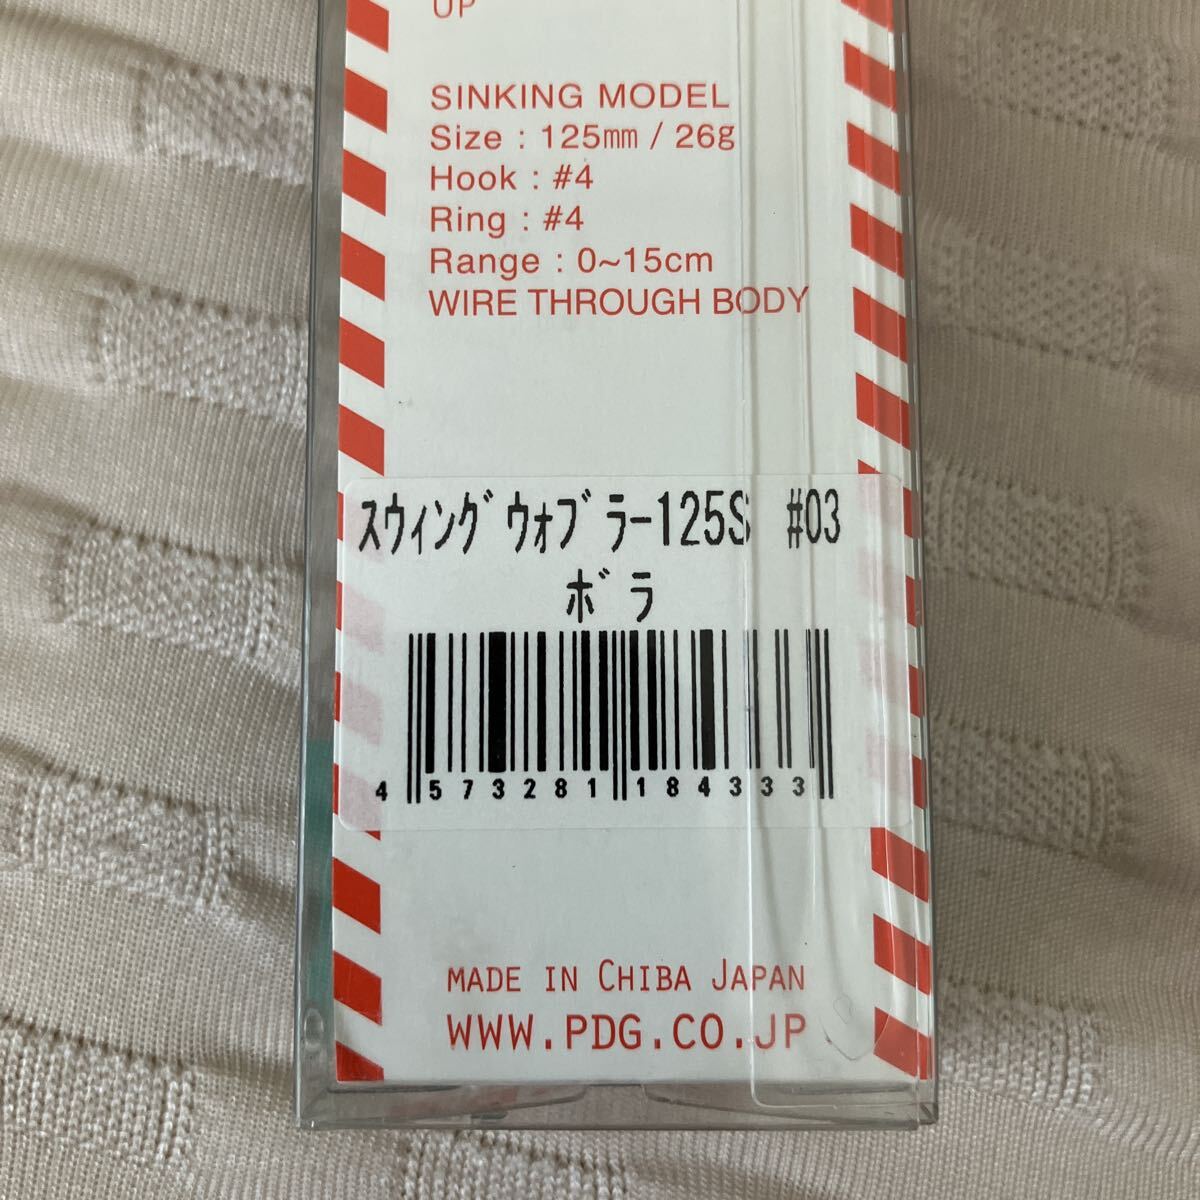 UP
SINKING MODEL
Size : 125㎜ / 26g
Hook : #4
Ring : #4
Range : 0~15cm
WIRE THROUGH BODY
ｽｳｨﾝｸﾞｳｫﾌﾞﾗｰ125S #03
ﾎﾞﾗ
4 573281 184333
MADE IN CHIBA JAPAN
WWW.PDG.CO.JP